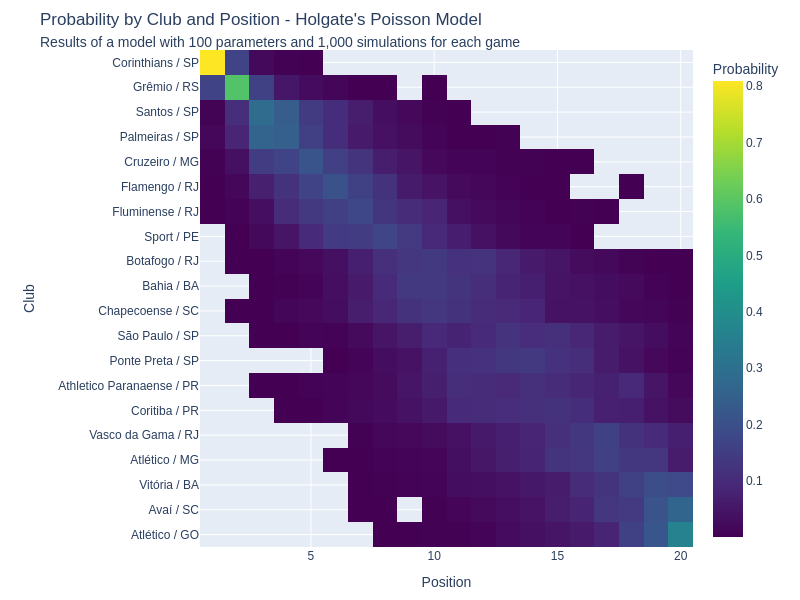 Probability by Club and Position - Holgate's Poisson Model
Results of a model with 100 parameters and 1,000 simulations for each game
Probability
Corinthians / SP
Grêmio / RS
Santos / SP
Palmeiras / SP
Cruzeiro / MG
Flamengo / RJ
Fluminense / RJ
Sport / PE
Botafogo / RJ
Bahia / BA
Chapecoense / SC
São Paulo / SP
Ponte Preta / SP
Athletico Paranaense / PR
Coritiba / PR
Vasco da Gama / RJ
Atlético / MG
Vitória / BA
Avaí / SC
Atlético / GO
Club
0.8
0.7
0.6
0.5
0.4
0.3
0.2
0.1
5 10 15 20
Position